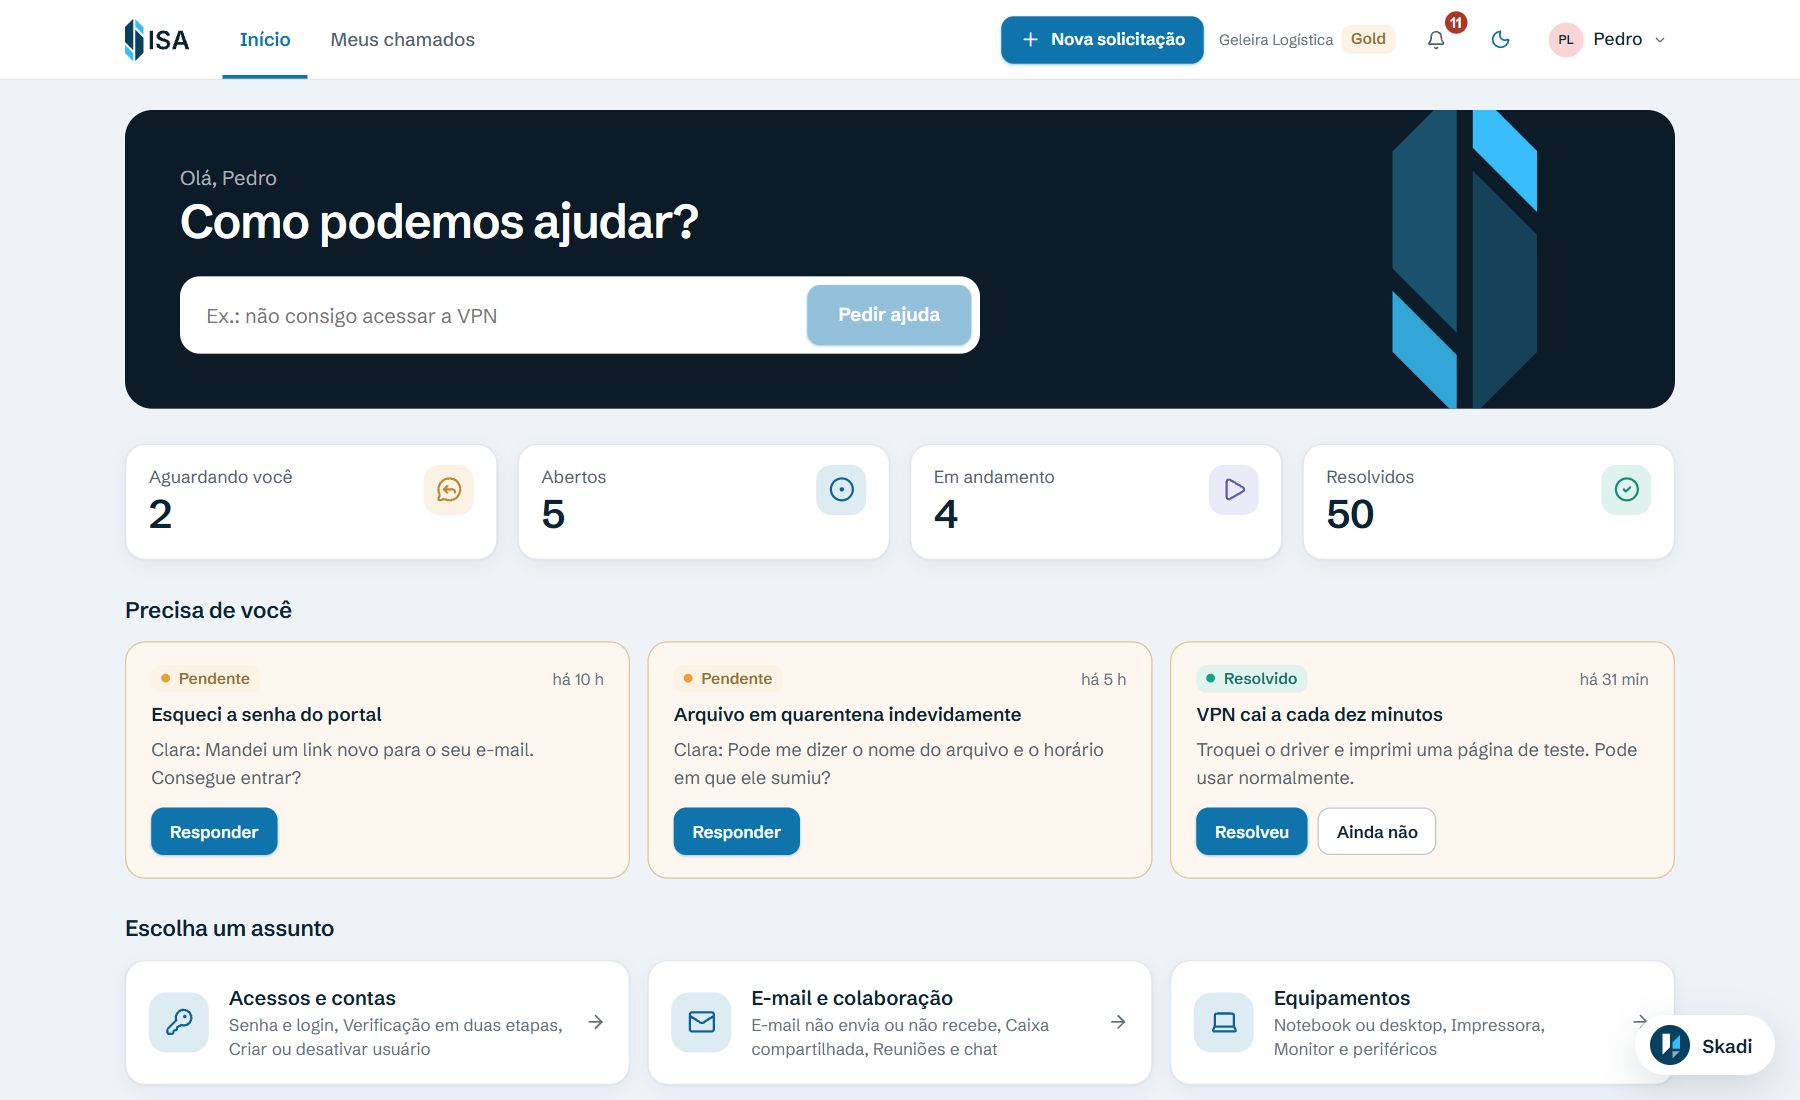 ISA
Início
Meus chamados
Nova solicitação
Geleira Logística
Gold
11
PL
Pedro
Olá, Pedro
Como podemos ajudar?
Ex.: não consigo acessar a VPN
Pedir ajuda
Aguardando você
2
Abertos
5
Em andamento
4
Resolvidos
50
Precisa de você
Pendente
há 10 h
Esqueci a senha do portal
Clara: Mandei um link novo para o seu e-mail.
Consegue entrar?
Responder
Pendente
há 5 h
Arquivo em quarentena indevidamente
Clara: Pode me dizer o nome do arquivo e o horário
em que ele sumiu?
Responder
Resolvido
há 31 min
VPN cai a cada dez minutos
Troquei o driver e imprimi uma página de teste. Pode
usar normalmente.
Resolveu
Ainda não
Escolha um assunto
Acessos e contas
Senha e login, Verificação em duas etapas,
Criar ou desativar usuário
E-mail e colaboração
E-mail não envia ou não recebe, Caixa
compartilhada, Reuniões e chat
Equipamentos
Notebook ou desktop, Impressora,
Monitor e periféricos
Skadi